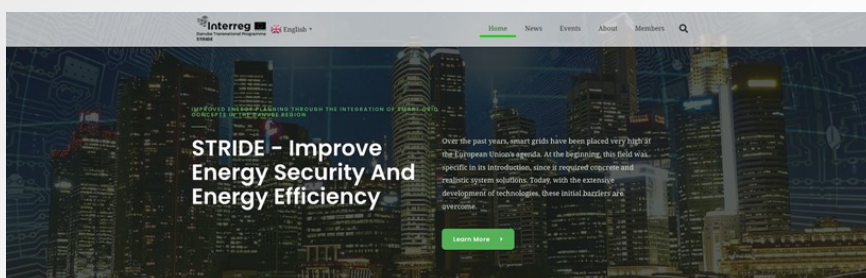 Interreg
Danube Transnational Programme
STRIDE
English
Home
News
Events
About
Members
IMPROVED ENERGY PLANNING THROUGH THE INTEGRATION OF SMART GRID
CONCEPTS IN THE DANUBE REGION
STRIDE - Improve
Energy Security And
Energy Efficiency
Over the past years, smart grids have been placed very high at
the European Union's agenda. At the beginning, this field was
specific in its introduction, since it required concrete and
realistic system solutions. Today, with the extensive
development of technologies, these initial barriers are
overcome.
Learn More